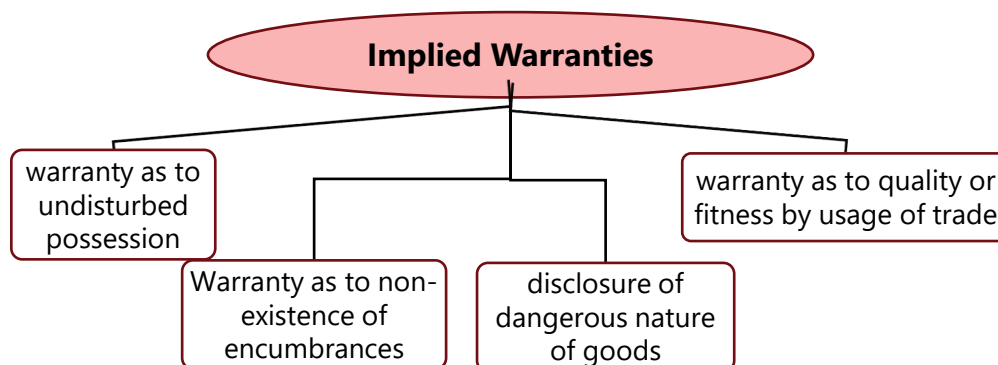 Implied Warranties
warranty as to
undisturbed
possession
Warranty as to non-
existence of
encumbrances
disclosure of
dangerous nature
of goods
warranty as to quality or
fitness by usage of trade